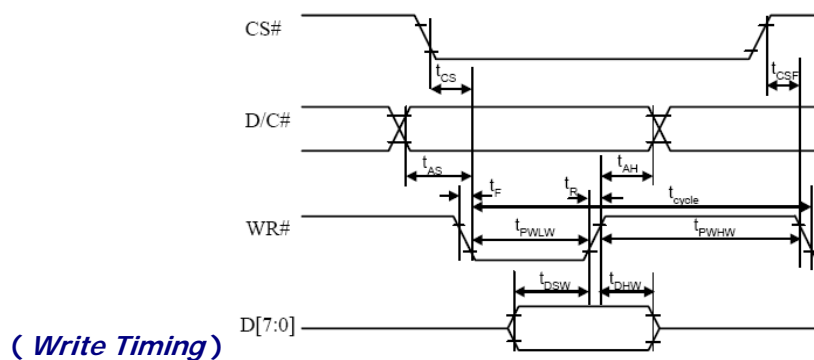 CS#
tCS
tCSF
D/C#
tAS
tAH
tF
tR
tcycle
WR#
tPWLW
tPWHW
tDSW
tDHW
D[7:0]
( Write Timing )